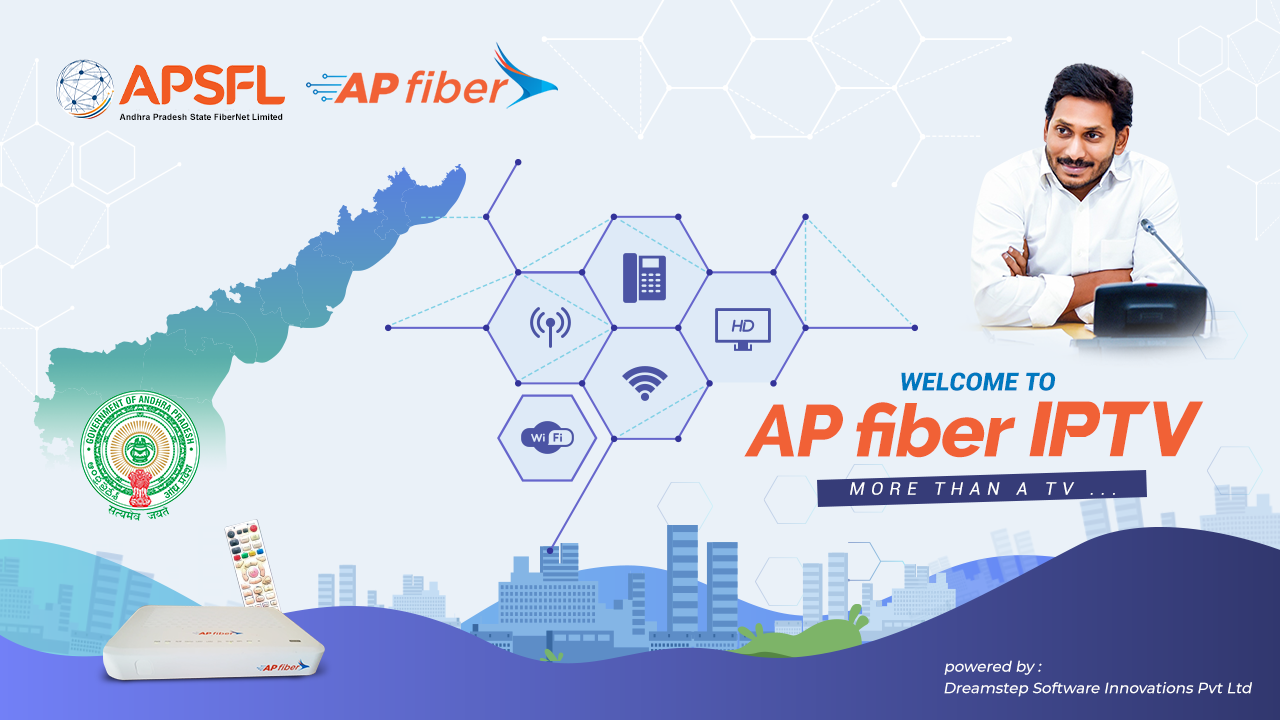 APSFL
Andhra Pradesh State FiberNet Limited
AP fiber
HD
Wi Fi
WELCOME TO
AP fiber IPTV
MORE THAN A TV ...
GOVERNMENT OF ANDHRA PRADESH
आंध्र प्रदेश
सत्यमेव जयते
AP fiber
AP fiber
powered by :
Dreamstep Software Innovations Pvt Ltd